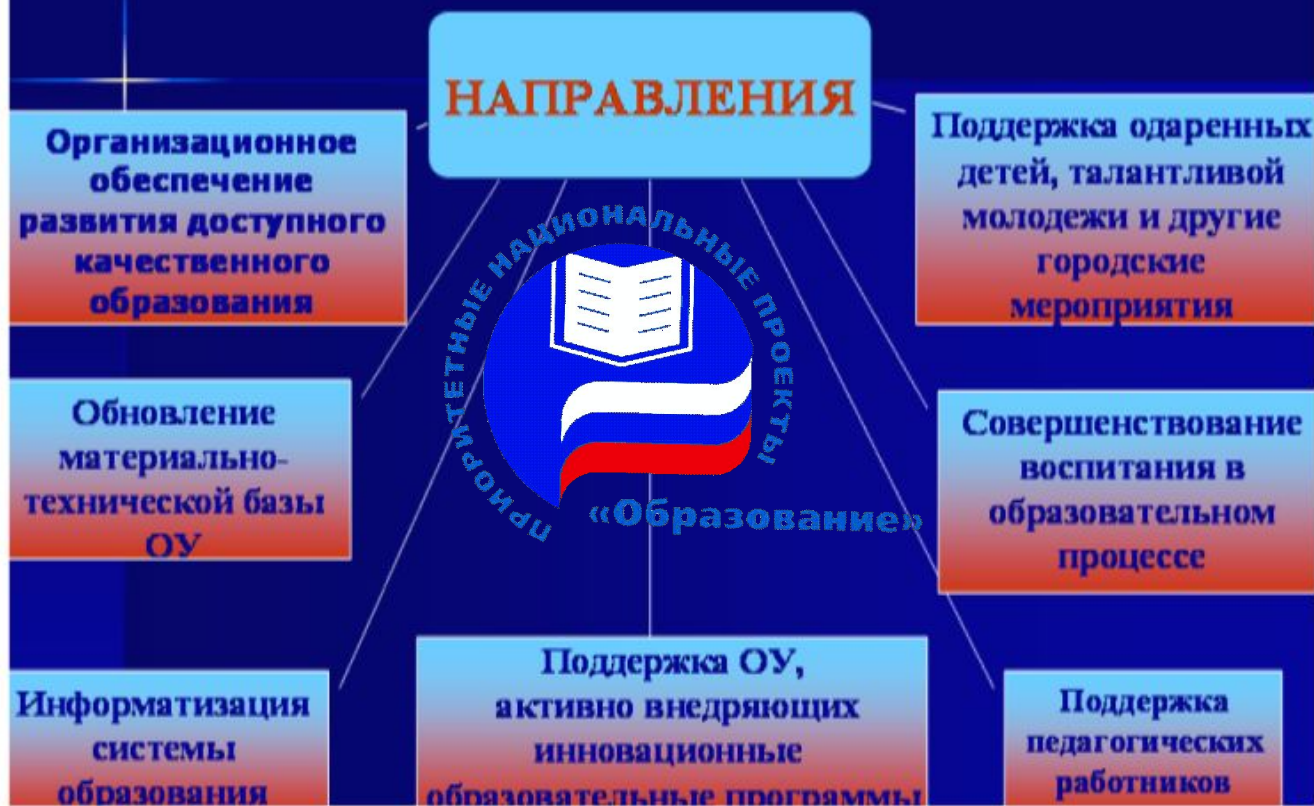 НАПРАВЛЕНИЯ
Организационное
обеспечение
развития доступного
качественного
образования
Поддержка одаренных
детей, талантливой
молодежи и другие
городские
мероприятия
ПРИОРИТЕТНЫЕ НАЦИОНАЛЬНЫЕ ПРОЕКТЫ
«Образование»
Обновление
материально-
технической базы
ОУ
Совершенствование
воспитания в
образовательном
процессе
Информатизация
системы
образования
Поддержка ОУ,
активно внедряющих
инновационные
образовательные программы
Поддержка
педагогических
работников